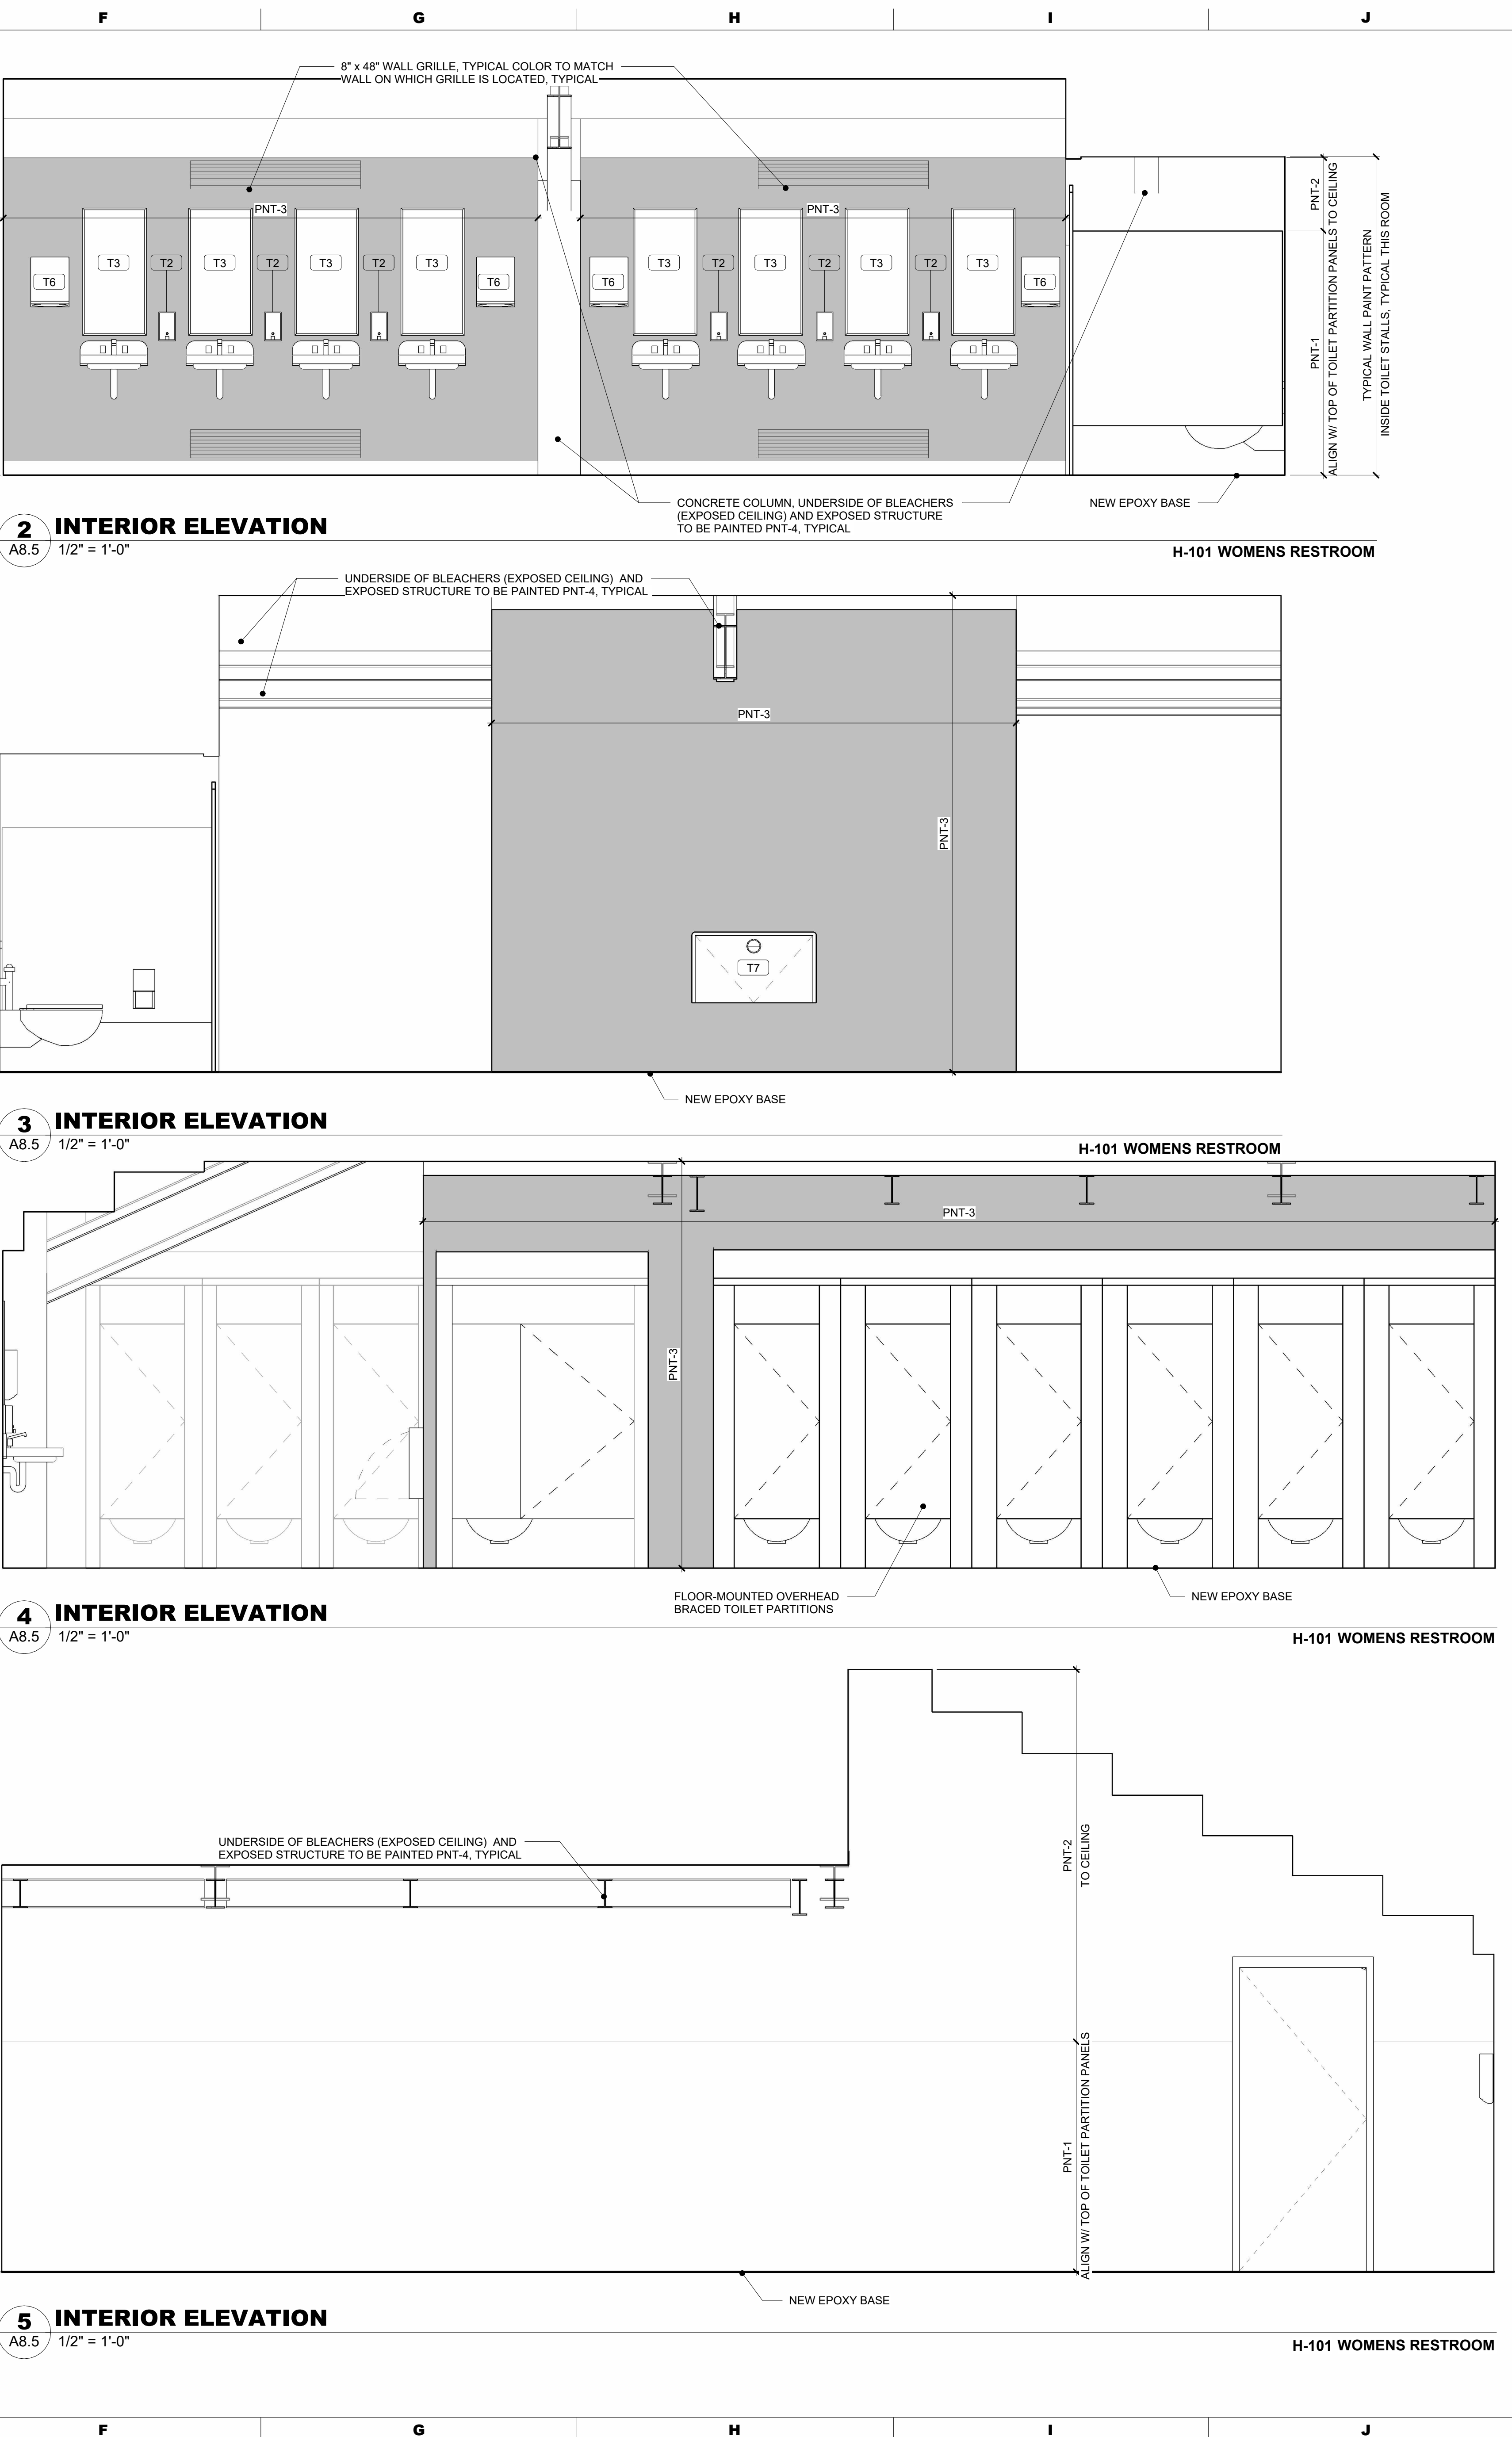 F G H I J
8" x 48" WALL GRILLE, TYPICAL COLOR TO MATCH
WALL ON WHICH GRILLE IS LOCATED, TYPICAL
PNT-3 PNT-3
T6 T3 T2 T3 T2 T3 T2 T3 T6 T6 T3 T2 T3 T2 T3 T2 T3 T6
PNT-2
PNT-1
ALIGN W/ TOP OF TOILET PARTITION PANELS TO CEILING
TYPICAL WALL PAINT PATTERN
INSIDE TOILET STALLS, TYPICAL THIS ROOM
CONCRETE COLUMN, UNDERSIDE OF BLEACHERS
(EXPOSED CEILING) AND EXPOSED STRUCTURE
TO BE PAINTED PNT-4, TYPICAL
NEW EPOXY BASE
2 INTERIOR ELEVATION
A8.5 1/2" = 1'-0"
H-101 WOMENS RESTROOM
UNDERSIDE OF BLEACHERS (EXPOSED CEILING) AND
EXPOSED STRUCTURE TO BE PAINTED PNT-4, TYPICAL
PNT-3
PNT-3
T7
NEW EPOXY BASE
3 INTERIOR ELEVATION
A8.5 1/2" = 1'-0"
H-101 WOMENS RESTROOM
PNT-3
PNT-3
FLOOR-MOUNTED OVERHEAD
BRACED TOILET PARTITIONS
NEW EPOXY BASE
4 INTERIOR ELEVATION
A8.5 1/2" = 1'-0"
H-101 WOMENS RESTROOM
UNDERSIDE OF BLEACHERS (EXPOSED CEILING) AND
EXPOSED STRUCTURE TO BE PAINTED PNT-4, TYPICAL
PNT-2
TO CEILING
PNT-1
ALIGN W/ TOP OF TOILET PARTITION PANELS
NEW EPOXY BASE
5 INTERIOR ELEVATION
A8.5 1/2" = 1'-0"
H-101 WOMENS RESTROOM
F G H I J